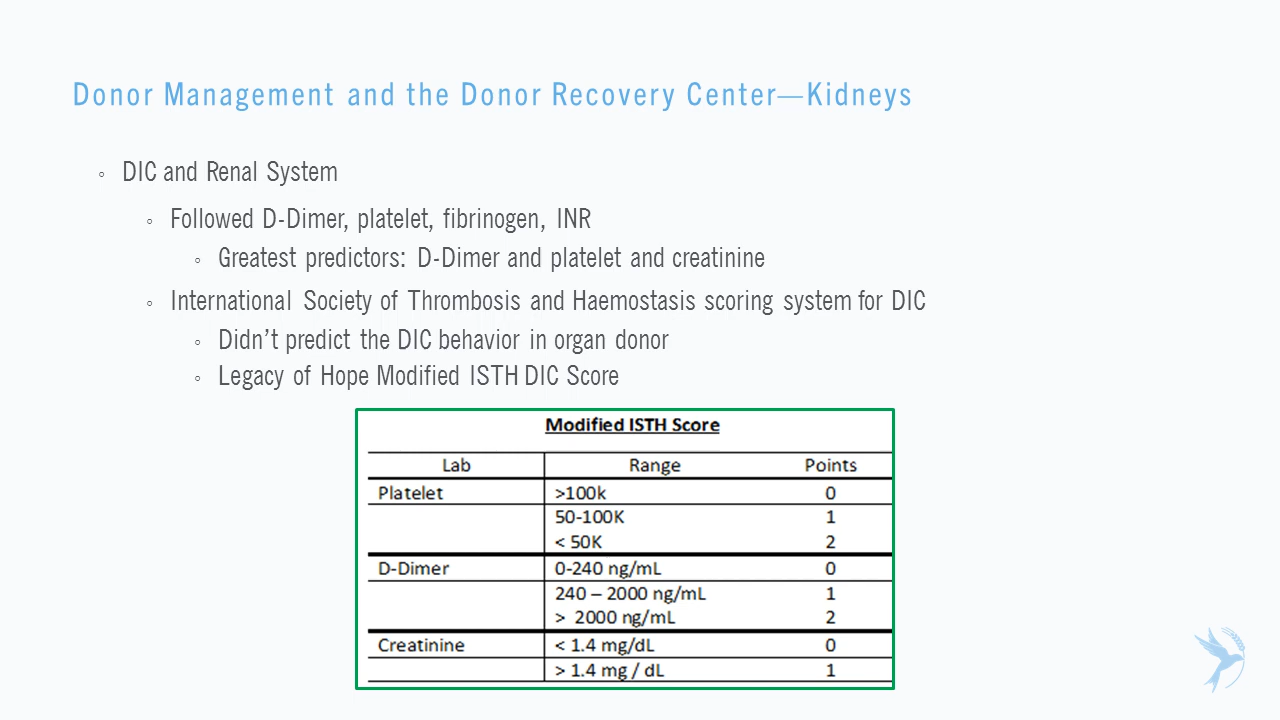 Donor Management and the Donor Recovery Center—Kidneys
◦ DIC and Renal System
◦ Followed D-Dimer, platelet, fibrinogen, INR
◦ Greatest predictors: D-Dimer and platelet and creatinine
◦ International Society of Thrombosis and Haemostasis scoring system for DIC
◦ Didn't predict the DIC behavior in organ donor
◦ Legacy of Hope Modified ISTH DIC Score
Modified ISTH Score
Lab Range Points
Platelet >100k 0
50-100K 1
< 50K 2
D-Dimer 0-240 ng/mL 0
240 – 2000 ng/mL 1
> 2000 ng/mL 2
Creatinine < 1.4 mg/dL 0
> 1.4 mg / dL 1